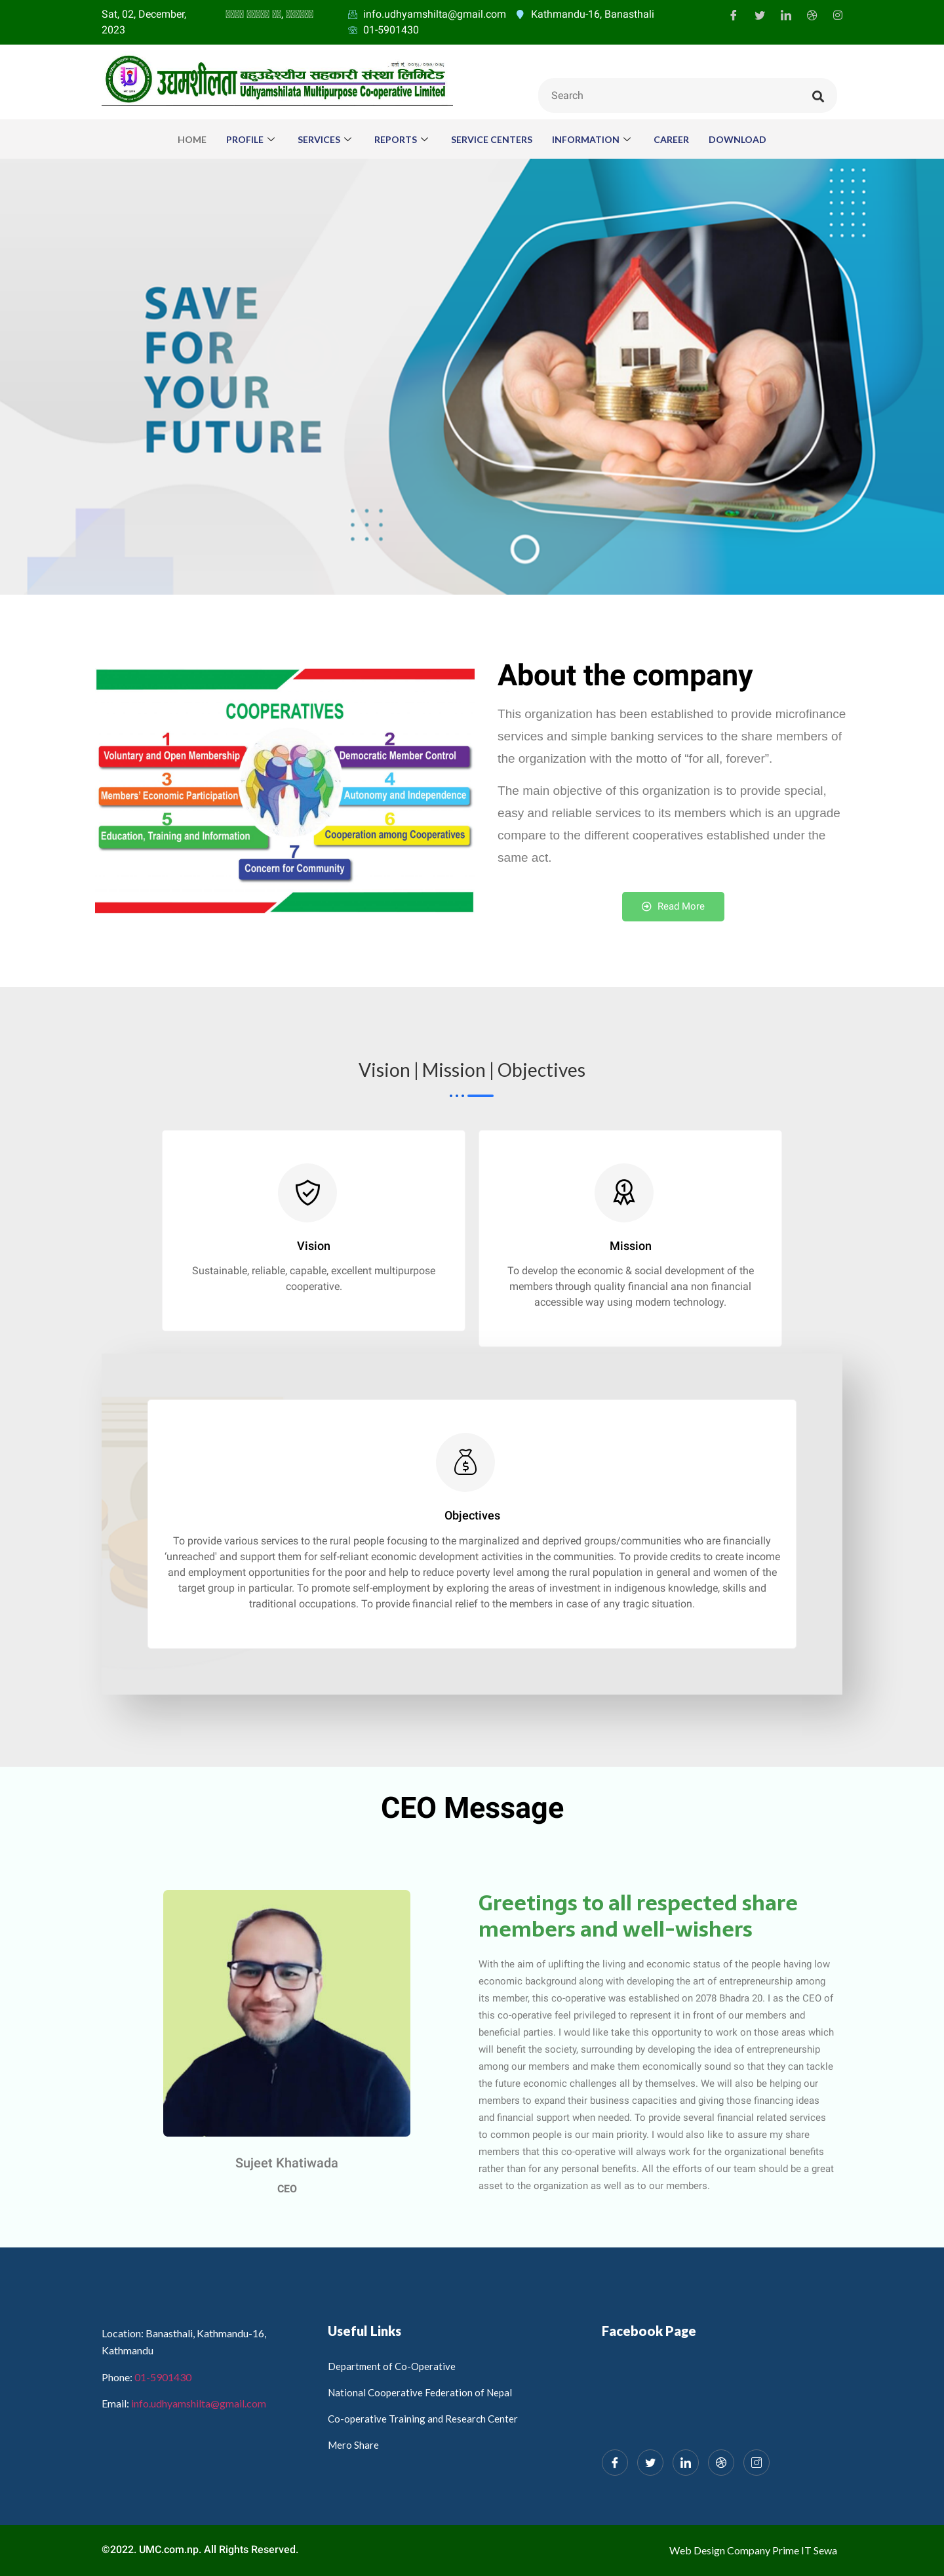 Sat, 02, December,
2023
info.udhyamshilta@gmail.com
Kathmandu-16, Banasthali
01-5901430
उद्यमशीलता
बहुउद्देश्यीय सहकारी संस्था लिमिटेड
Udhyamshilata Multipurpose Co-operative Limited
Search
HOME
PROFILE
SERVICES
REPORTS
SERVICE CENTERS
INFORMATION
CAREER
DOWNLOAD
SAVE
FOR
YOUR
FUTURE
COOPERATIVES
1
Voluntary and Open Membership
2
Democratic Member Control
3
Members' Economic Participation
4
Autonomy and Independence
5
Education, Training and Information
6
Cooperation among Cooperatives
7
Concern for Community
About the company
This organization has been established to provide microfinance
services and simple banking services to the share members of
the organization with the motto of “for all, forever”.
The main objective of this organization is to provide special,
easy and reliable services to its members which is an upgrade
compare to the different cooperatives established under the
same act.
Read More
Vision | Mission | Objectives
Vision
Sustainable, reliable, capable, excellent multipurpose
cooperative.
Mission
To develop the economic & social development of the
members through quality financial ana non financial
accessible way using modern technology.
Objectives
To provide various services to the rural people focusing to the marginalized and deprived groups/communities who are financially
'unreached' and support them for self-reliant economic development activities in the communities. To provide credits to create income
and employment opportunities for the poor and help to reduce poverty level among the rural population in general and women of the
target group in particular. To promote self-employment by exploring the areas of investment in indigenous knowledge, skills and
traditional occupations. To provide financial relief to the members in case of any tragic situation.
CEO Message
Sujeet Khatiwada
CEO
Greetings to all respected share
members and well-wishers
With the aim of uplifting the living and economic status of the people having low
economic background along with developing the art of entrepreneurship among
its member, this co-operative was established on 2078 Bhadra 20. I as the CEO of
this co-operative feel privileged to represent it in front of our members and
beneficial parties. I would like take this opportunity to work on those areas which
will benefit the society, surrounding by developing the idea of entrepreneurship
among our members and make them economically sound so that they can tackle
the future economic challenges all by themselves. We will also be helping our
members to expand their business capacities and giving those financing ideas
and financial support when needed. To provide several financial related services
to common people is our main priority. I would also like to assure my share
members that this co-operative will always work for the organizational benefits
rather than for any personal benefits. All the efforts of our team should be a great
asset to the organization as well as to our members.
Location: Banasthali, Kathmandu-16,
Kathmandu
Phone: 01-5901430
Email: info.udhyamshilta@gmail.com
Useful Links
Department of Co-Operative
National Cooperative Federation of Nepal
Co-operative Training and Research Center
Mero Share
Facebook Page
©2022. UMC.com.np. All Rights Reserved.
Web Design Company Prime IT Sewa